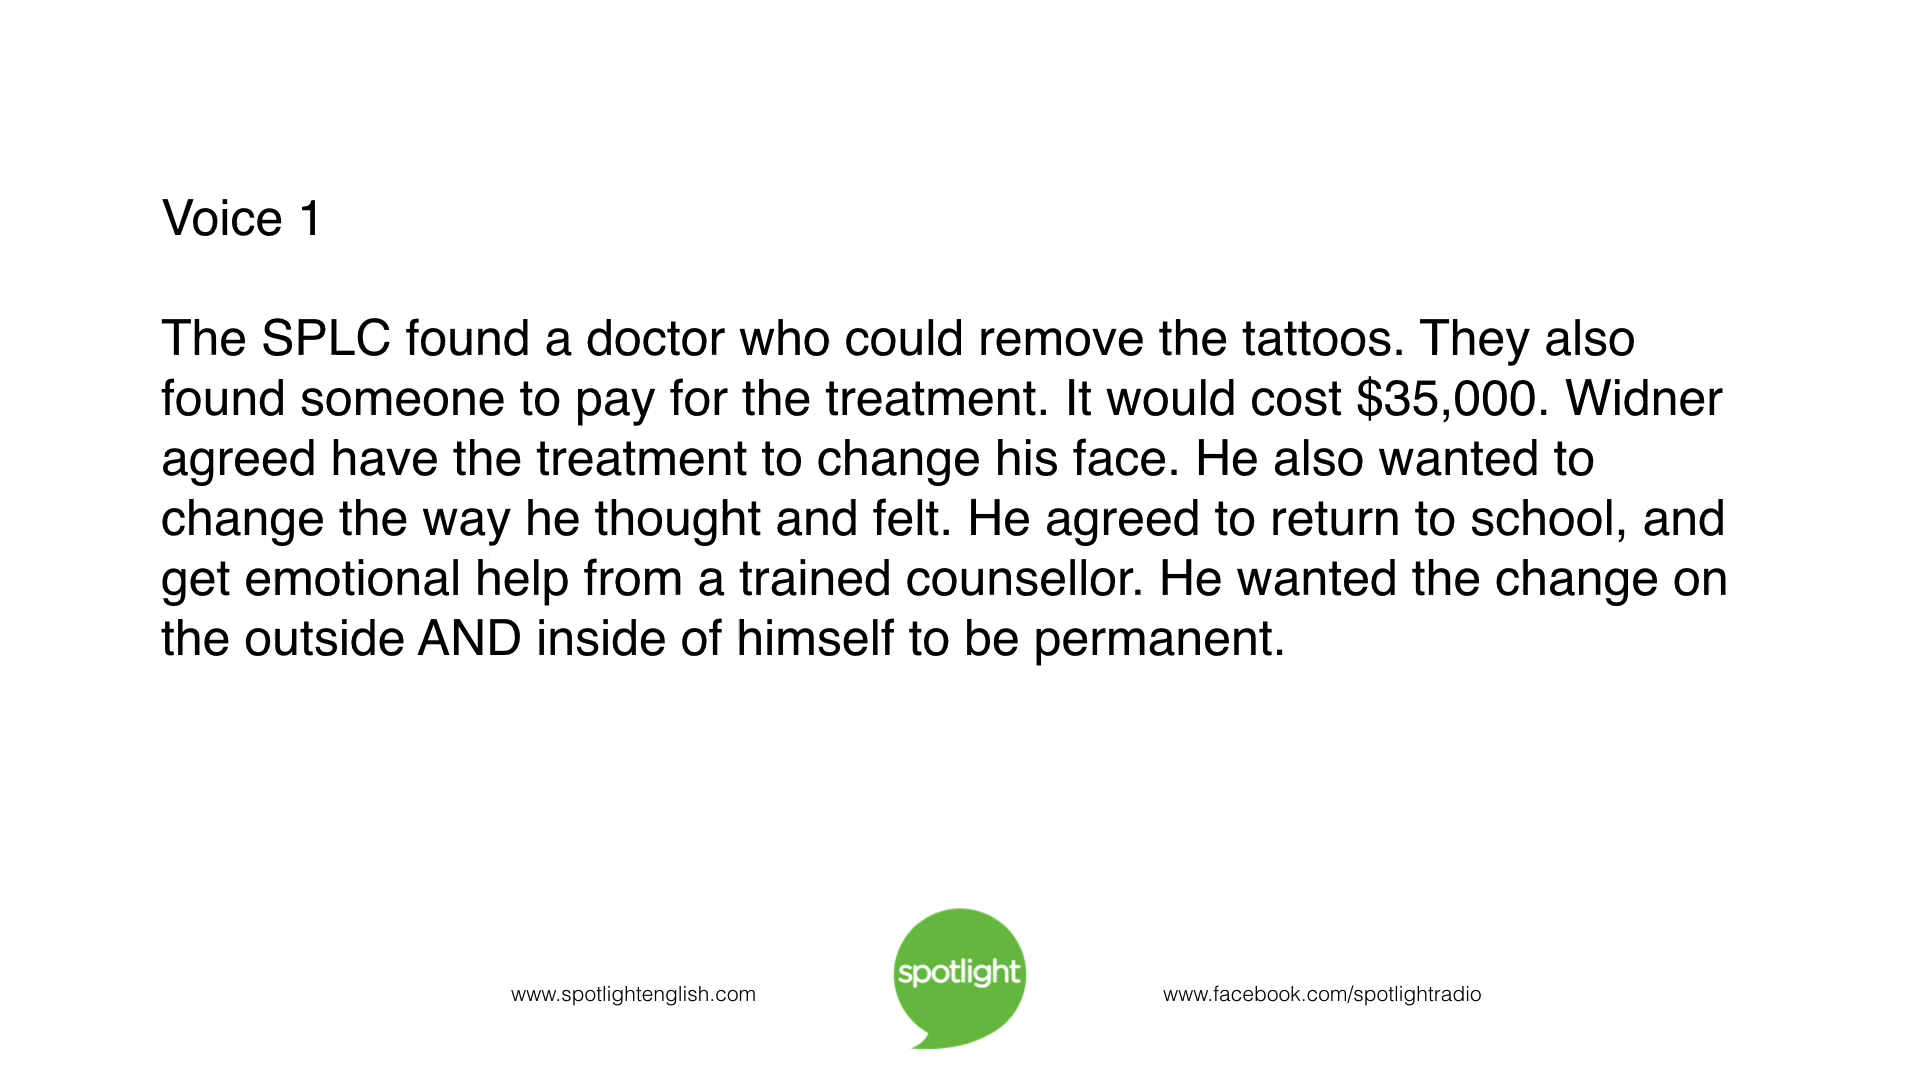 Voice 1
The SPLC found a doctor who could remove the tattoos. They also
found someone to pay for the treatment. It would cost $35,000. Widner
agreed have the treatment to change his face. He also wanted to
change the way he thought and felt. He agreed to return to school, and
get emotional help from a trained counsellor. He wanted the change on
the outside AND inside of himself to be permanent.
spotlight
www.spotlightenglish.com
www.facebook.com/spotlightradio